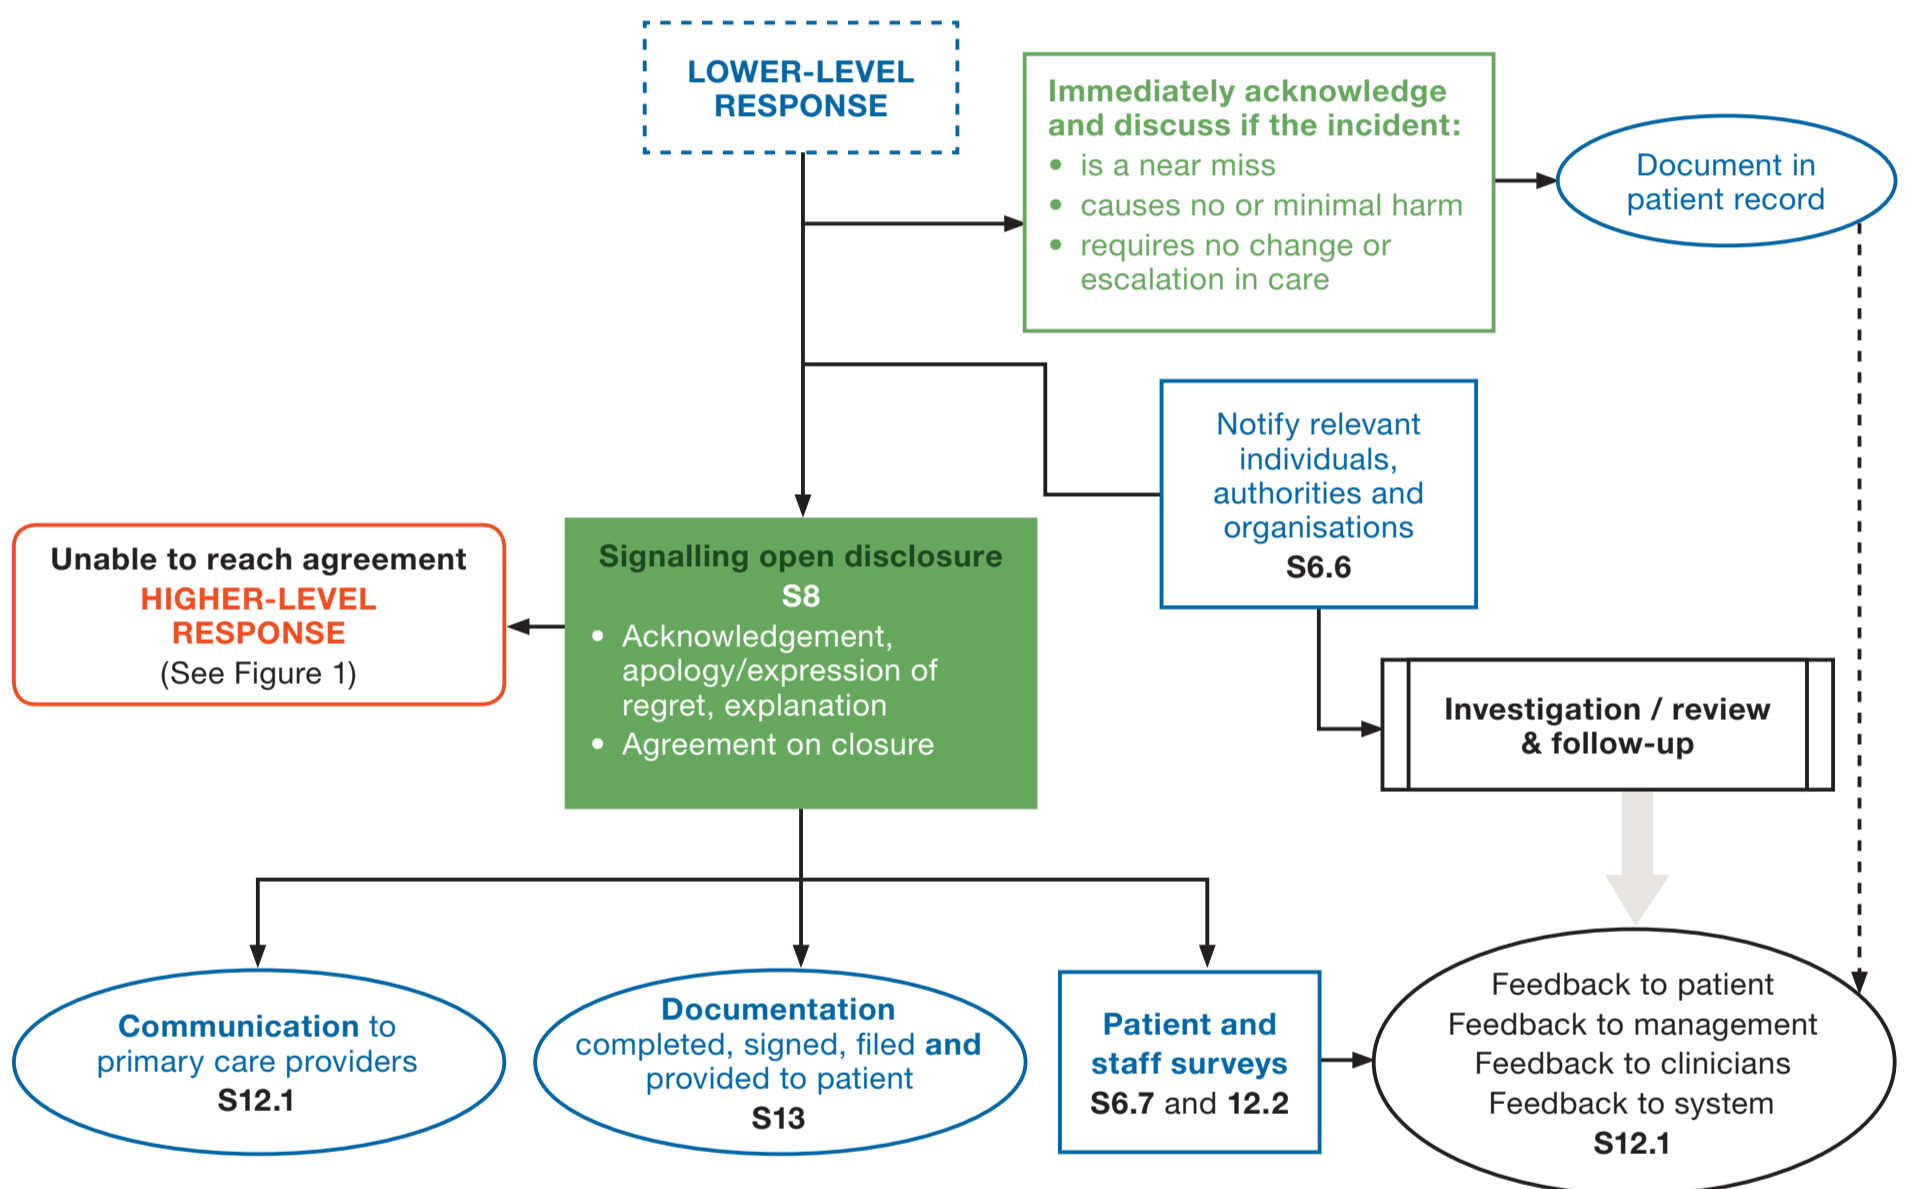 LOWER-LEVEL
RESPONSE
Immediately acknowledge
and discuss if the incident:
• is a near miss
• causes no or minimal harm
• requires no change or
escalation in care
Document in
patient record
Notify relevant
individuals,
authorities and
organisations
S6.6
Unable to reach agreement
HIGHER-LEVEL
RESPONSE
(See Figure 1)
Signalling open disclosure
S8
• Acknowledgement,
apology/expression of
regret, explanation
• Agreement on closure
Investigation / review
& follow-up
Communication to
primary care providers
S12.1
Documentation
completed, signed, filed and
provided to patient
S13
Patient and
staff surveys
S6.7 and 12.2
Feedback to patient
Feedback to management
Feedback to clinicians
Feedback to system
S12.1